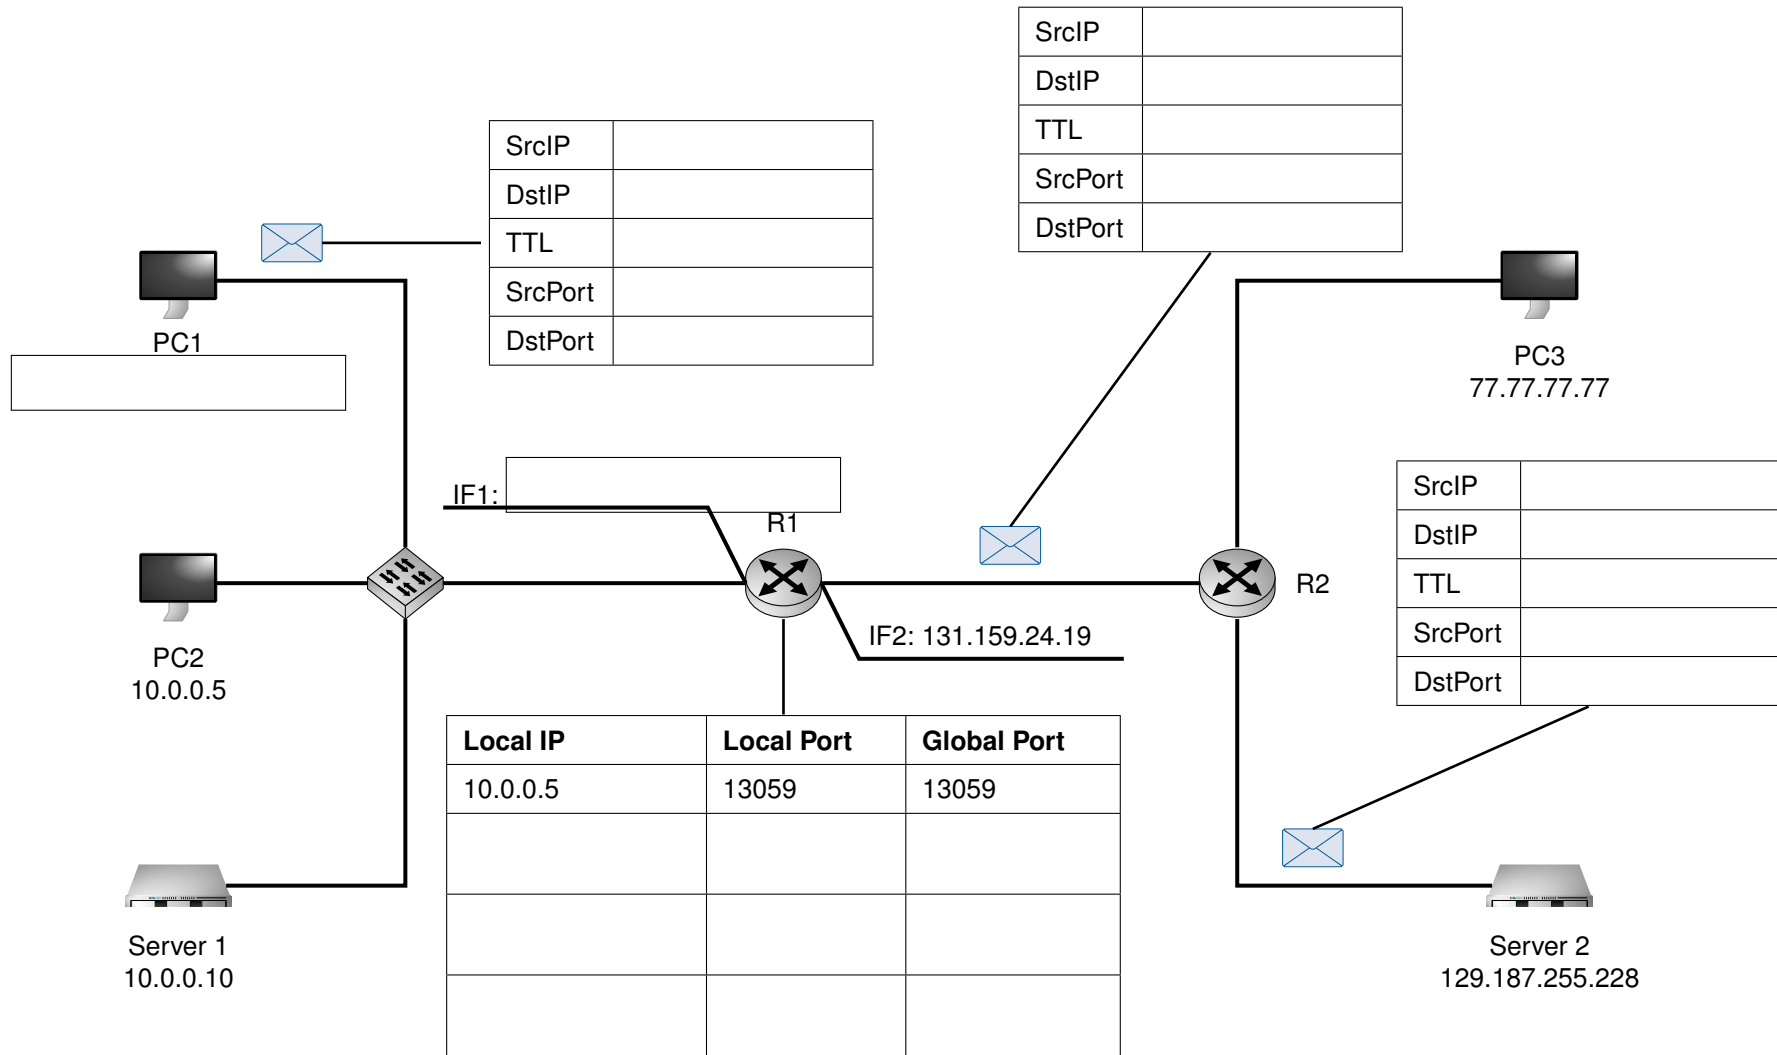 SrcIP
DstIP
TTL
SrcPort
DstPort
SrcIP
DstIP
TTL
SrcPort
DstPort
PC1
PC3
77.77.77.77
IF1:
R1
SrcIP
DstIP
TTL
SrcPort
DstPort
R2
IF2: 131.159.24.19
PC2
10.0.0.5
Local IP Local Port Global Port
10.0.0.5 13059 13059
Server 1
10.0.0.10
Server 2
129.187.255.228